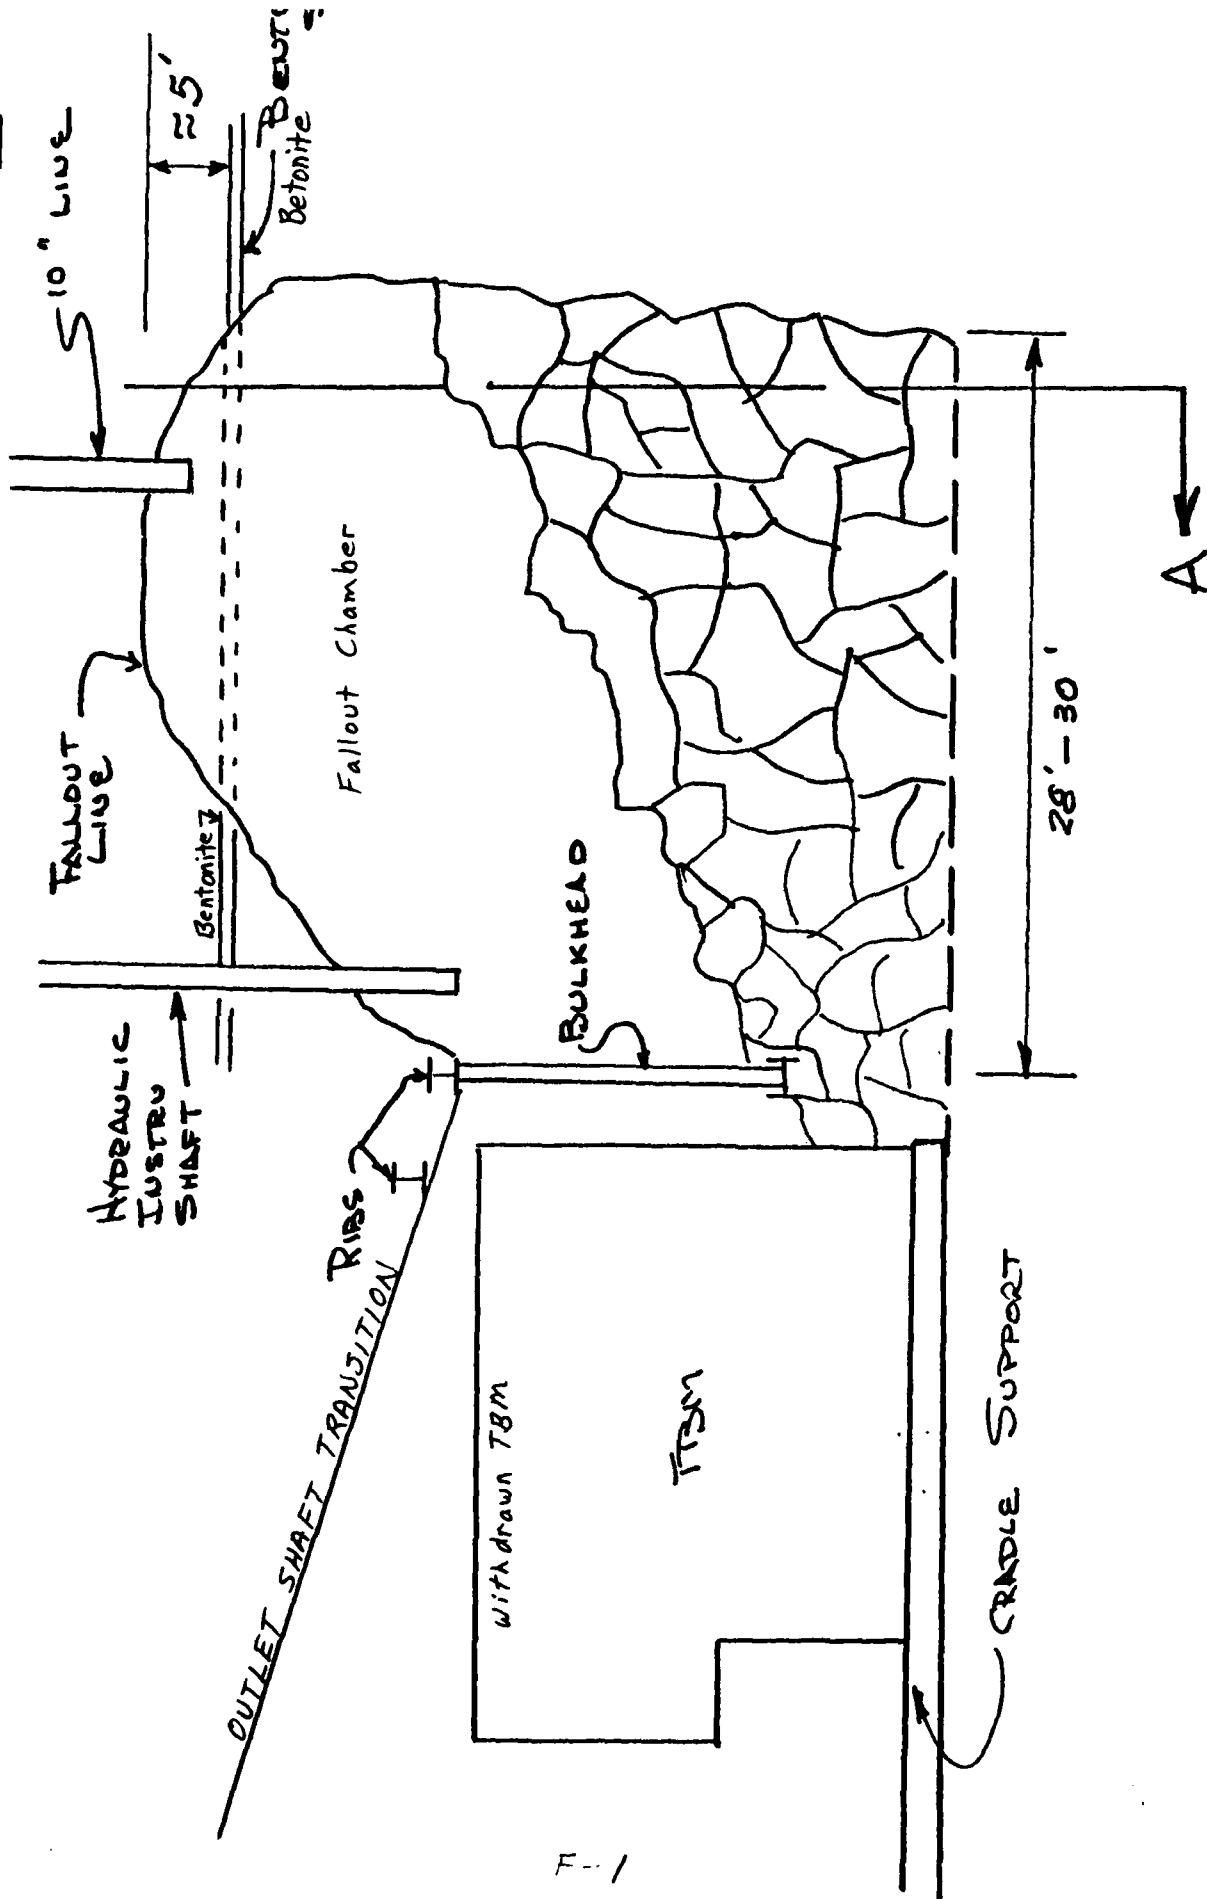 10" LINE
≈5'
Betonite
FALLOUT
LINE
Bentonite
Fallout Chamber
HYDRAULIC
INSTRU
SHAFT
RIBS
BULKHEAD
OUTLET SHAFT TRANSITION
Withdrawn TBM
TBM
CRADLE SUPPORT
28'-30'
A
F-1